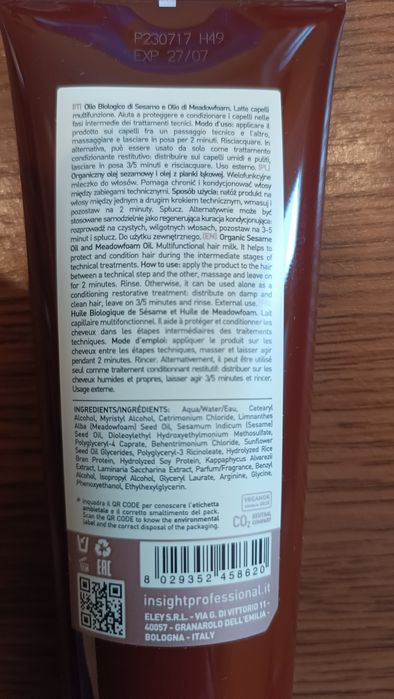 P230717 H49
EXP 27/07
[IT] Olio Biologico di Sesamo e Olio di Meadowfoam. Latte capelli
multifunzione. Aiuta a proteggere e condizionare i capelli nelle
fasi intermedie dei trattamenti tecnici. Modo d'uso: applicare il
prodotto sui capelli fra un passaggio tecnico e l'altro,
massaggiare e lasciare in posa per 2 minuti. Risciacquare. In
alternativa, può essere usato da solo come trattamento
condizionante restitutivo: distribuire sui capelli umidi e puliti,
lasciare in posa 3/5 minuti e risciacquare. Uso esterno. [PL]
Organiczny olej sezamowy i olej z pianki łąkowej. Wielofunkcyjne
mleczko do włosów. Pomaga chronić i kondycjonować włosy
między zabiegami technicznymi. Sposób użycia: nałóż produkt na
włosy między jednym a drugim krokiem technicznym, wmasuj i
pozostaw na 2 minuty. Spłucz. Alternatywnie może być
stosowane samodzielnie jako regenerująca kuracja kondycjonująca:
rozprowadź na czystych, wilgotnych włosach, pozostaw na 3-5
minut i spłucz. Do użytku zewnętrznego. [EN] Organic Sesame
Oil and Meadowfoam Oil. Multifunctional hair milk. It helps to
protect and condition hair during the intermediate stages of
technical treatments. How to use: apply the product to the hair
between a technical step and the other, massage and leave on
for 2 minutes. Rinse. Otherwise, it can be used alone as a
conditioning restorative treatment: distribute on damp and
clean hair, leave on 3/5 minutes and rinse. External use.
Huile Biologique de Sésame et Huile de Meadowfoam. Lait
capillaire multifonctionnel. Il aide à protéger et conditionner les
cheveux dans les étapes intermédiaires des traitements
techniques. Mode d'emploi: appliquer le produit sur les
cheveux entre les étapes techniques, masser et laisser agir
pendant 2 minutes. Rincer. Alternativement, il peut être utilisé
seul comme traitement conditionnant restitutif: distribuer sur les
cheveux humides et propres, laisser agir 3/5 minutes et rincer.
Usage externe.
INGREDIENTS/INGRÉDIENTS: Aqua/Water/Eau, Cetearyl
Alcohol, Myristyl Alcohol, Cetrimonium Chloride, Limnanthes
Alba (Meadowfoam) Seed Oil, Sesamum Indicum (Sesame)
Seed Oil, Dioleoylethyl Hydroxyethylmonium Methosulfate,
Polyglyceryl-4 Caprate, Behentrimonium Chloride, Sunflower
Seed Oil Glycerides, Polyglyceryl-3 Ricinoleate, Hydrolyzed Rice
Bran Protein, Hydrolyzed Soy Protein, Kappaphycus Alvarezii
Extract, Laminaria Saccharina Extract, Parfum/Fragrance, Benzyl
Alcohol, Isopropyl Alcohol, Glyceryl Laurate, Arginine, Glycine,
Phenoxyethanol, Ethylhexylglycerin.
inquadra il QR CODE per conoscere l'etichetta
ambientale e il corretto smaltimento del pack.
Scan the QR CODE to know the environmental
label and the correct disposal of the packaging.
VEGANOK
CO2 NEUTRAL
COMPANY
EAC
8 029352 458620
insightprofessional.it
ELEY S.R.L. - VIA G. DI VITTORIO 11 -
40057 - GRANAROLO DELL'EMILIA -
BOLOGNA - ITALY